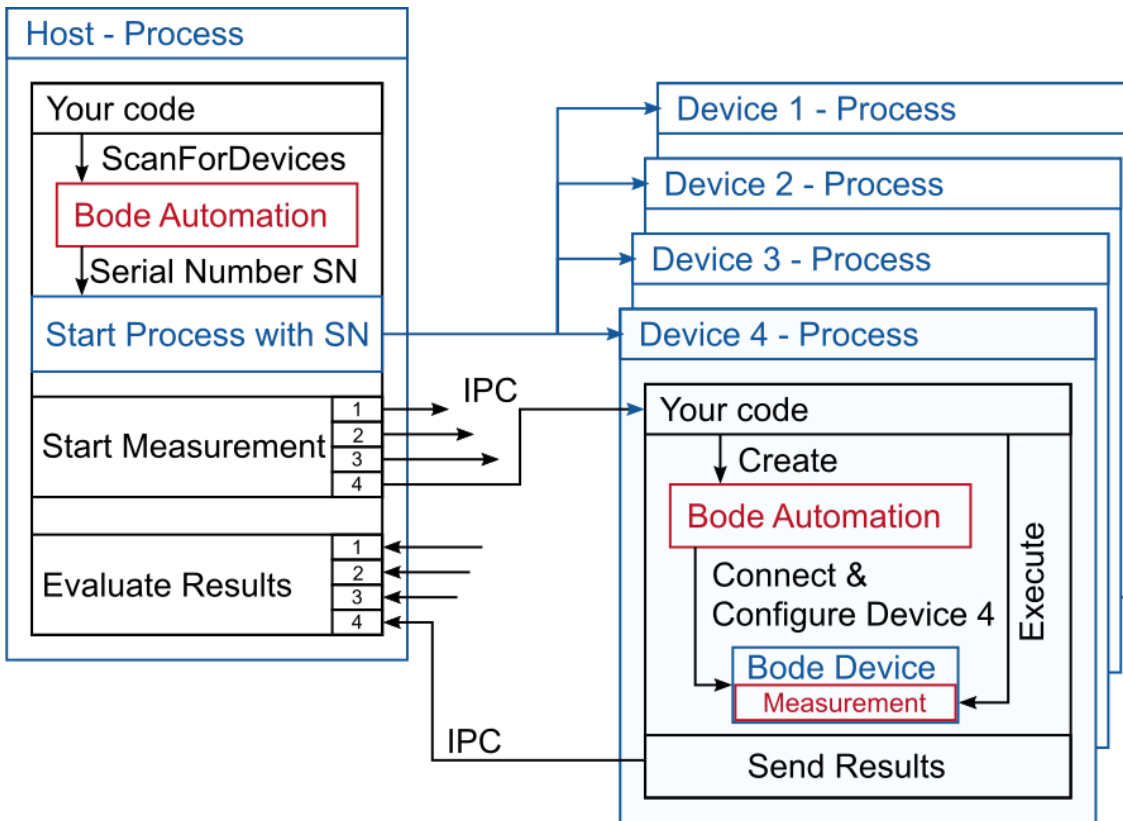 Host - Process
Your code
ScanForDevices
Bode Automation
Serial Number SN
Start Process with SN
IPC
Start Measurement
1
2
3
4
Evaluate Results
1
2
3
4
IPC
Device 1 - Process
Device 2 - Process
Device 3 - Process
Device 4 - Process
Your code
Create
Bode Automation
Connect &
Configure Device 4
Execute
Bode Device
Measurement
Send Results